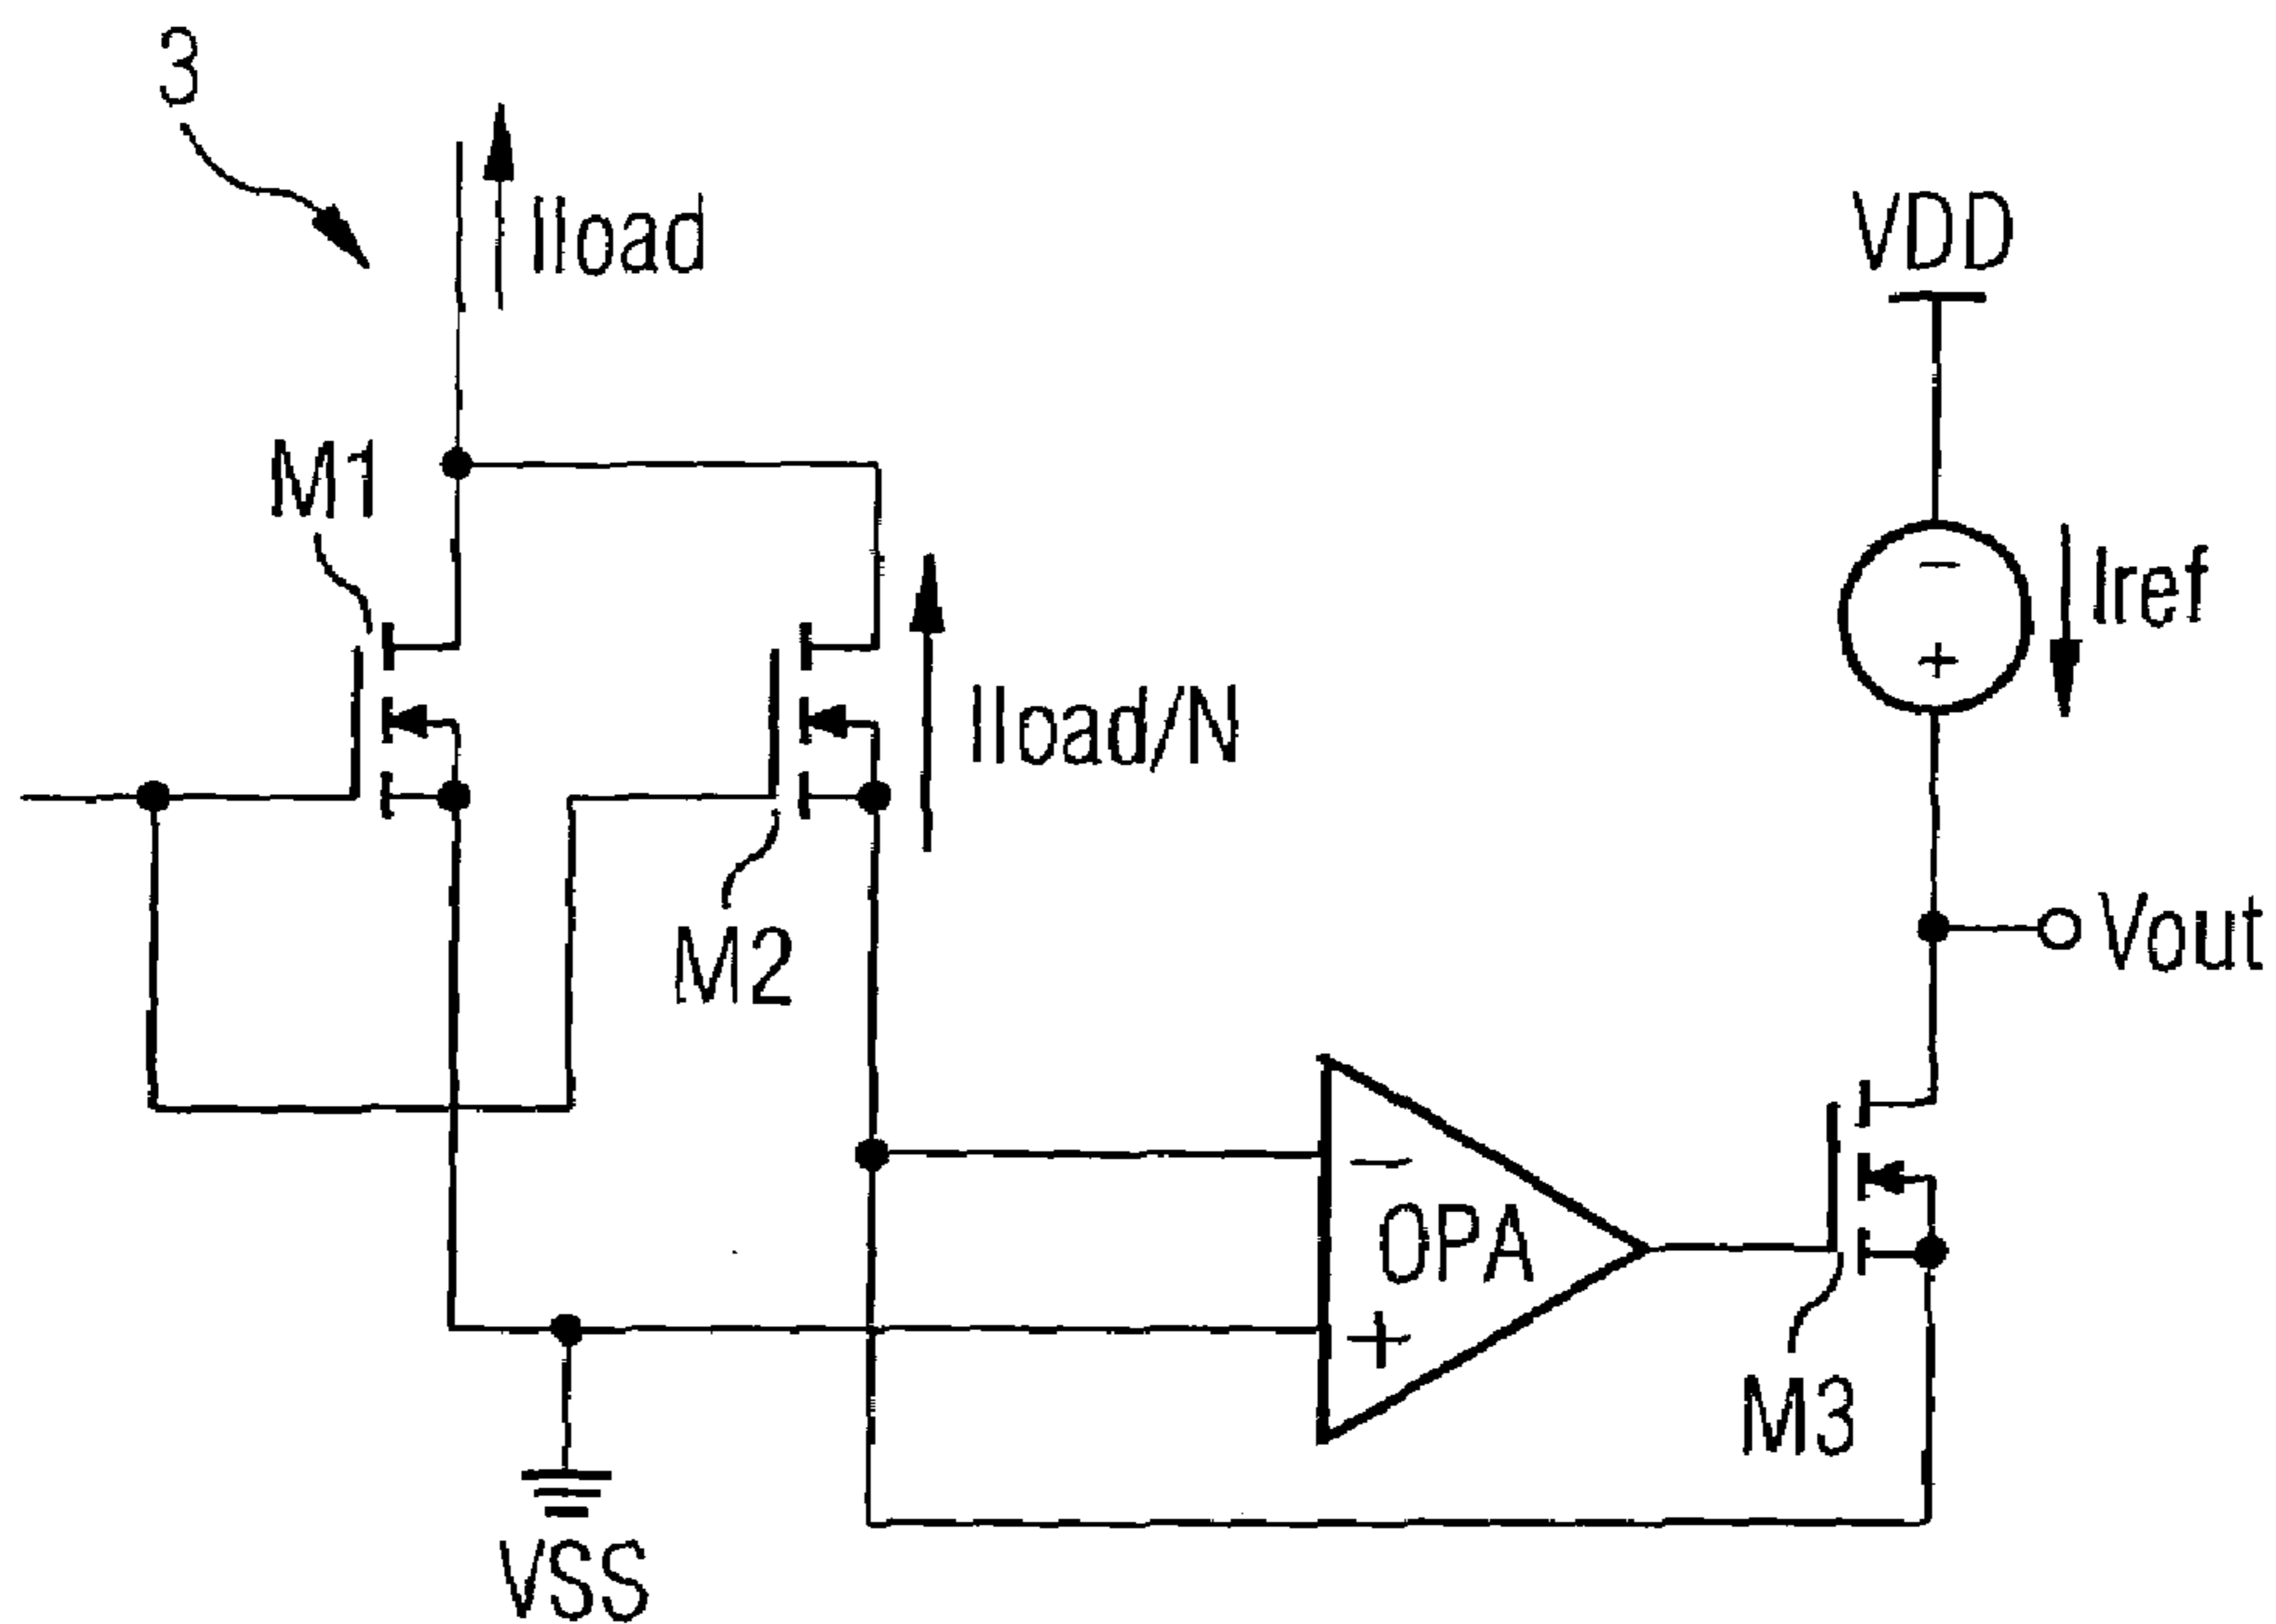 3
Iload
VDD
M1
Iref
Iload/N
Vout
M2
−
OPA
+
M3
VSS
−
+